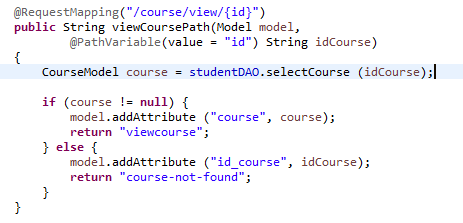 @RequestMapping("/course/view/{id}")
public String viewCoursePath(Model model,
        @PathVariable(value = "id") String idCourse)
{
    CourseModel course = studentDAO.selectCourse (idCourse);

    if (course != null) {
        model.addAttribute ("course", course);
        return "viewcourse";
    } else {
        model.addAttribute ("id_course", idCourse);
        return "course-not-found";
    }
}